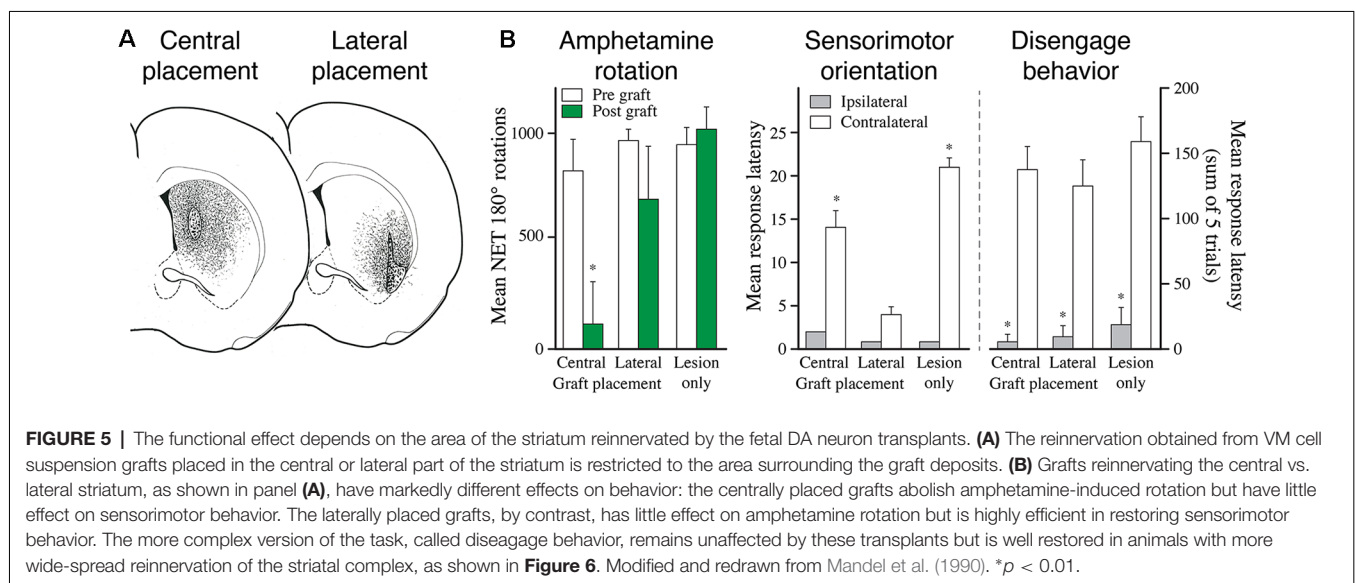 A
Central
placement
Lateral
placement
B
Amphetamine
rotation
Pre graft
Post graft
Mean NET 180° rotations
1000
500
0
*
Central
Lateral
Lesion
Graft placement
only
Sensorimotor
orientation
Ipsilateral
Contralateral
Mean response latency
25
20
15
10
5
0
*
*
Central
Lateral
Lesion
Graft placement
only
Disengage
behavior
200
150
100
50
0
Mean response latency
(sum of 5 trials)
*
*
*
Central
Lateral
Lesion
Graft placement
only
FIGURE 5 | The functional effect depends on the area of the striatum reinnervated by the fetal DA neuron transplants. (A) The reinnervation obtained from VM cell
suspension grafts placed in the central or lateral part of the striatum is restricted to the area surrounding the graft deposits. (B) Grafts reinnervating the central vs.
lateral striatum, as shown in panel (A), have markedly different effects on behavior: the centrally placed grafts abolish amphetamine-induced rotation but have little
effect on sensorimotor behavior. The laterally placed grafts, by contrast, has little effect on amphetamine rotation but is highly efficient in restoring sensorimotor
behavior. The more complex version of the task, called diseagage behavior, remains unaffected by these transplants but is well restored in animals with more
wide-spread reinnervation of the striatal complex, as shown in Figure 6. Modified and redrawn from Mandel et al. (1990). *p < 0.01.